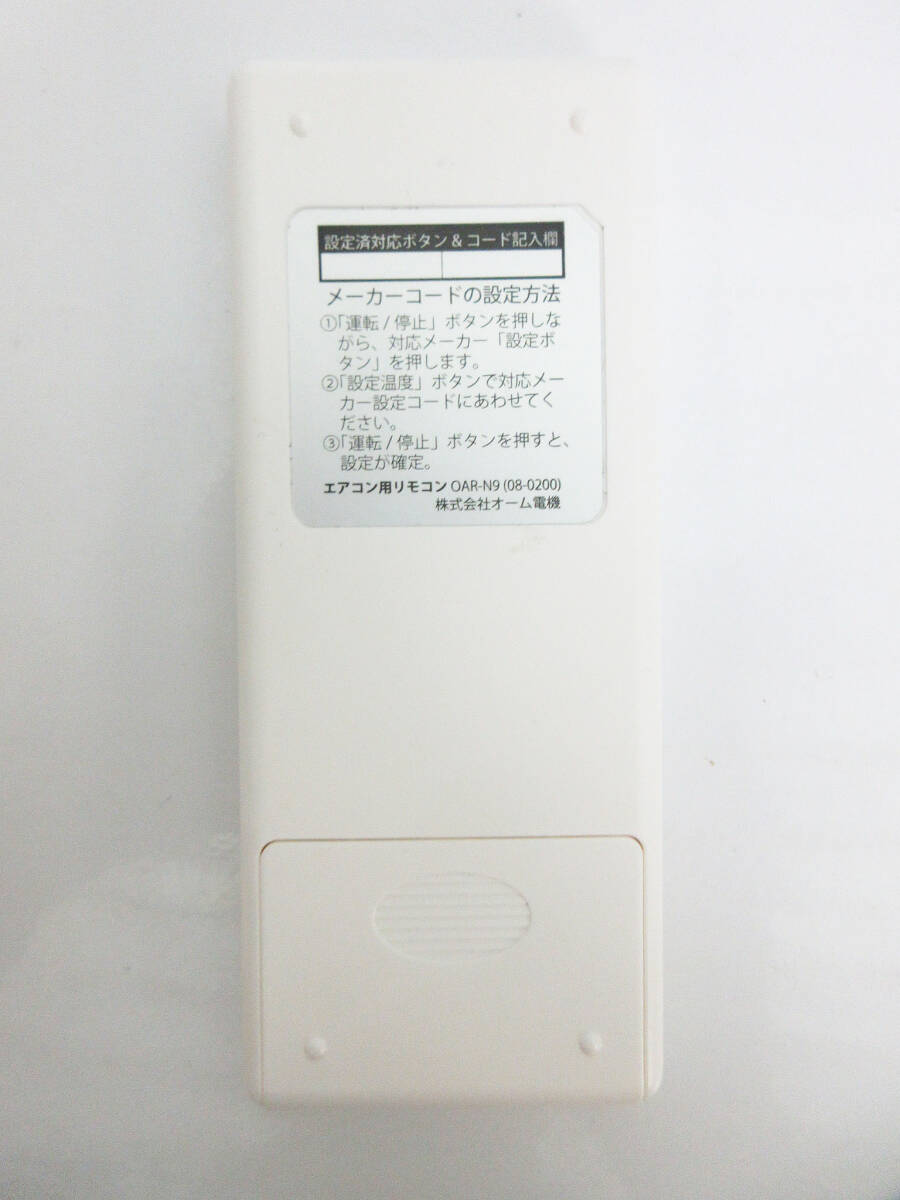 設定済対応ボタン & コード記入欄
メーカーコードの設定方法
①「運転 / 停止」ボタンを押しな
がら、対応メーカー「設定ボ
タン」を押します。
②「設定温度」ボタンで対応メー
カー設定コードにあわせてく
ださい。
③「運転 / 停止」ボタンを押すと、
設定が確定。
エアコン用リモコン OAR-N9 (08-0200)
株式会社オーム電機